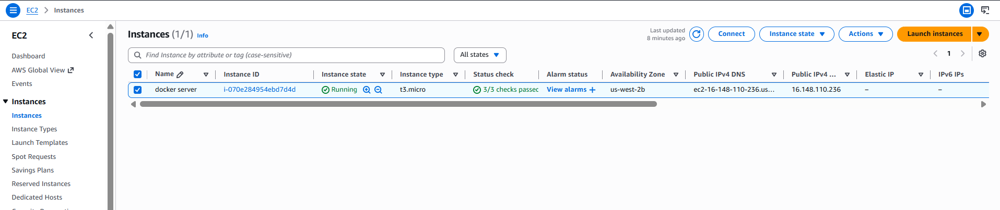 EC2 > Instances
EC2
Dashboard
AWS Global View
Events
Instances
Instances
Instance Types
Launch Templates
Spot Requests
Savings Plans
Reserved Instances
Dedicated Hosts
Instances (1/1) Info
Last updated
8 minutes ago
Connect
Instance state
Actions
Launch instances
Find Instance by attribute or tag (case-sensitive)
All states
1
Name Instance ID Instance state Instance type Status check Alarm status Availability Zone Public IPv4 DNS Public IPv4 ... Elastic IP IPv6 IPs
docker server i-070e284954ebd7d4d Running t3.micro 3/3 checks passed View alarms + us-west-2b ec2-16-148-110-236.us... 16.148.110.236 – –